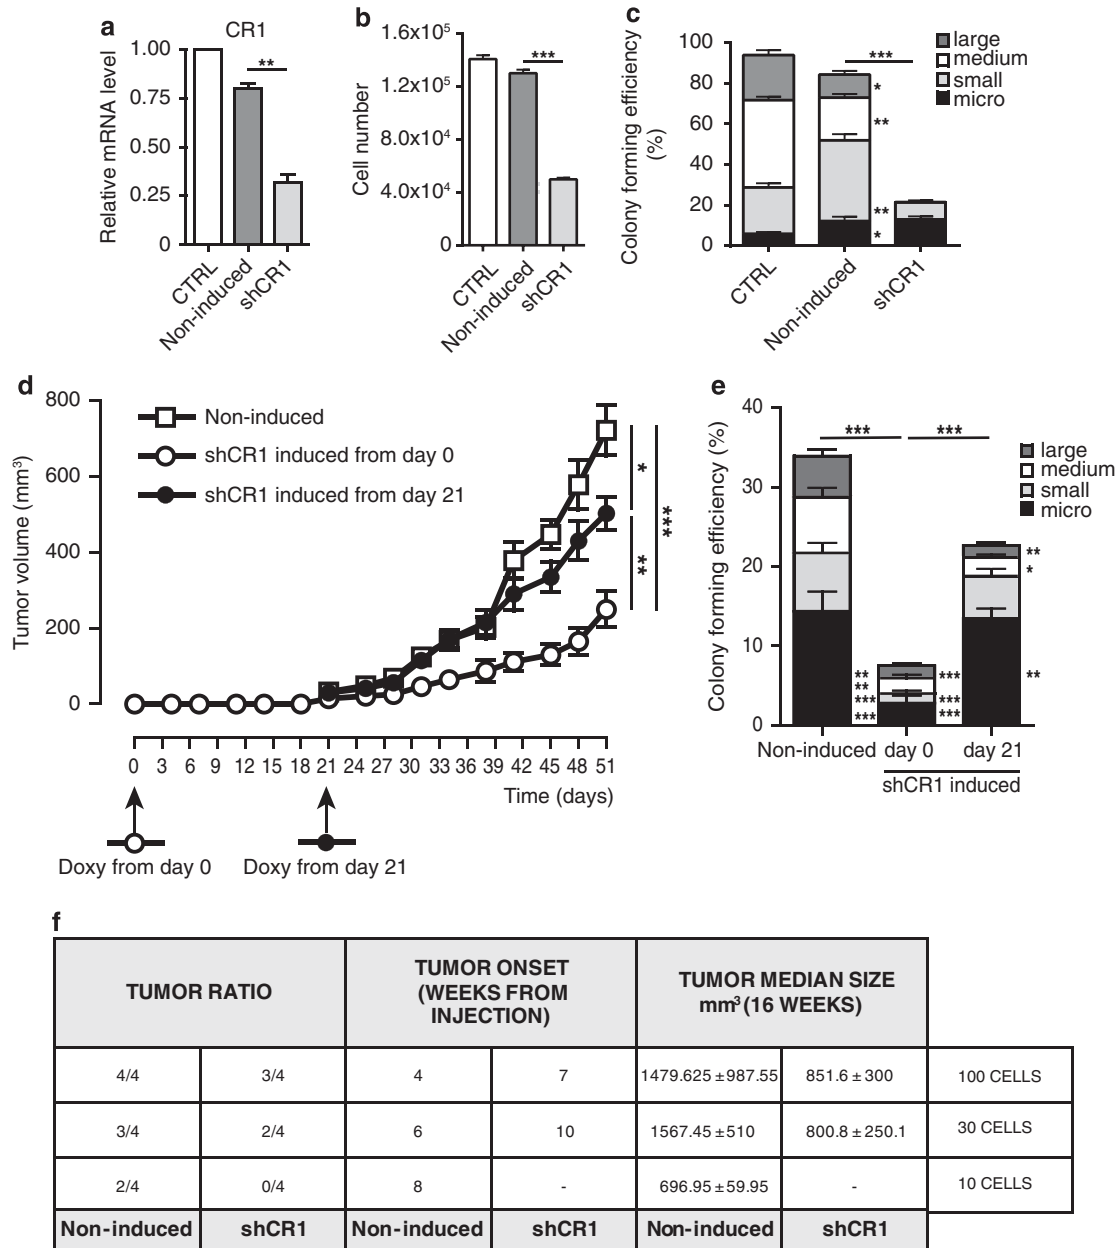 a
CR1
Relative mRNA level
1.00
0.75
0.50
0.25
0
**
CTRL
Non-induced
shCR1
b
Cell number
1.6x10⁵
1.2x10⁵
8.0x10⁴
4.0x10⁴
0
***
CTRL
Non-induced
shCR1
c
Colony forming efficiency
(%)
100
80
60
40
20
0
***
*
**
**
*
large
medium
small
micro
CTRL
Non-induced
shCR1
d
Tumor volume (mm³)
800
600
400
200
0
Non-induced
shCR1 induced from day 0
shCR1 induced from day 21
*
**
***
0 3 6 9 12 15 18 21 24 27 30 33 36 39 42 45 48 51
Time (days)
Doxy from day 0
Doxy from day 21
e
Colony forming efficiency (%)
40
30
20
10
0
*** ***
large
medium
small
micro
**
*
**
**
**
***
***
***
***
***
Non-induced day 0 day 21
shCR1 induced
f
TUMOR RATIO
TUMOR ONSET
(WEEKS FROM
INJECTION)
TUMOR MEDIAN SIZE
mm³ (16 WEEKS)
4/4 3/4 4 7 1479.625 ±987.55 851.6 ± 300 100 CELLS
3/4 2/4 6 10 1567.45 ±510 800.8 ± 250.1 30 CELLS
2/4 0/4 8 - 696.95 ±59.95 - 10 CELLS
Non-induced shCR1 Non-induced shCR1 Non-induced shCR1